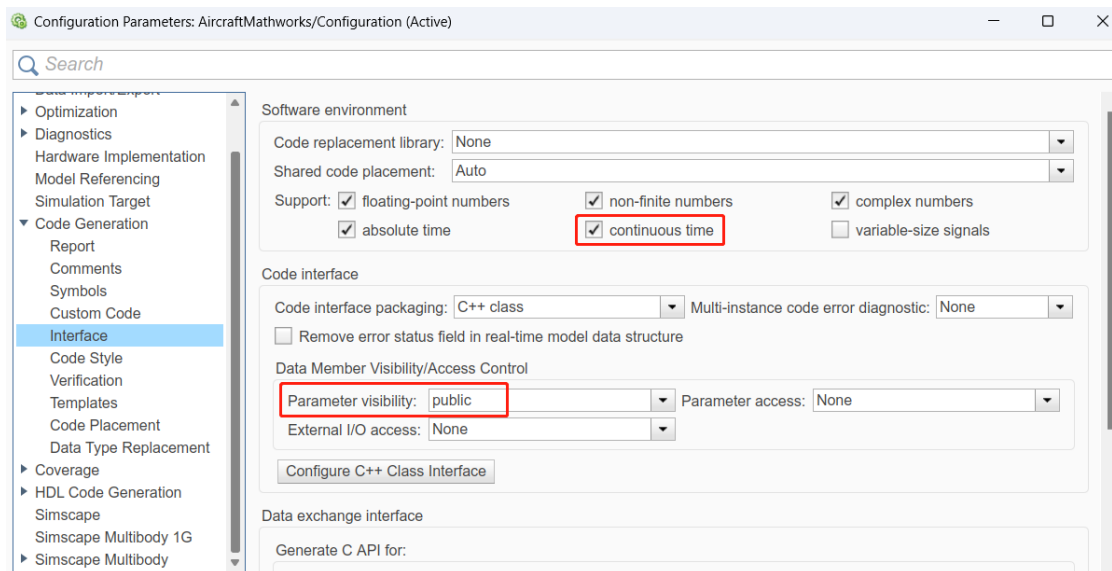 Configuration Parameters: AircraftMathworks/Configuration (Active)
Search
Data Import/Export
Optimization
Diagnostics
Hardware Implementation
Model Referencing
Simulation Target
Code Generation
Report
Comments
Symbols
Custom Code
Interface
Code Style
Verification
Templates
Code Placement
Data Type Replacement
Coverage
HDL Code Generation
Simscape
Simscape Multibody 1G
Simscape Multibody
Software environment
Code replacement library: None
Shared code placement: Auto
Support: floating-point numbers non-finite numbers complex numbers
absolute time continuous time variable-size signals
Code interface
Code interface packaging: C++ class Multi-instance code error diagnostic: None
Remove error status field in real-time model data structure
Data Member Visibility/Access Control
Parameter visibility: public Parameter access: None
External I/O access: None
Configure C++ Class Interface
Data exchange interface
Generate C API for: